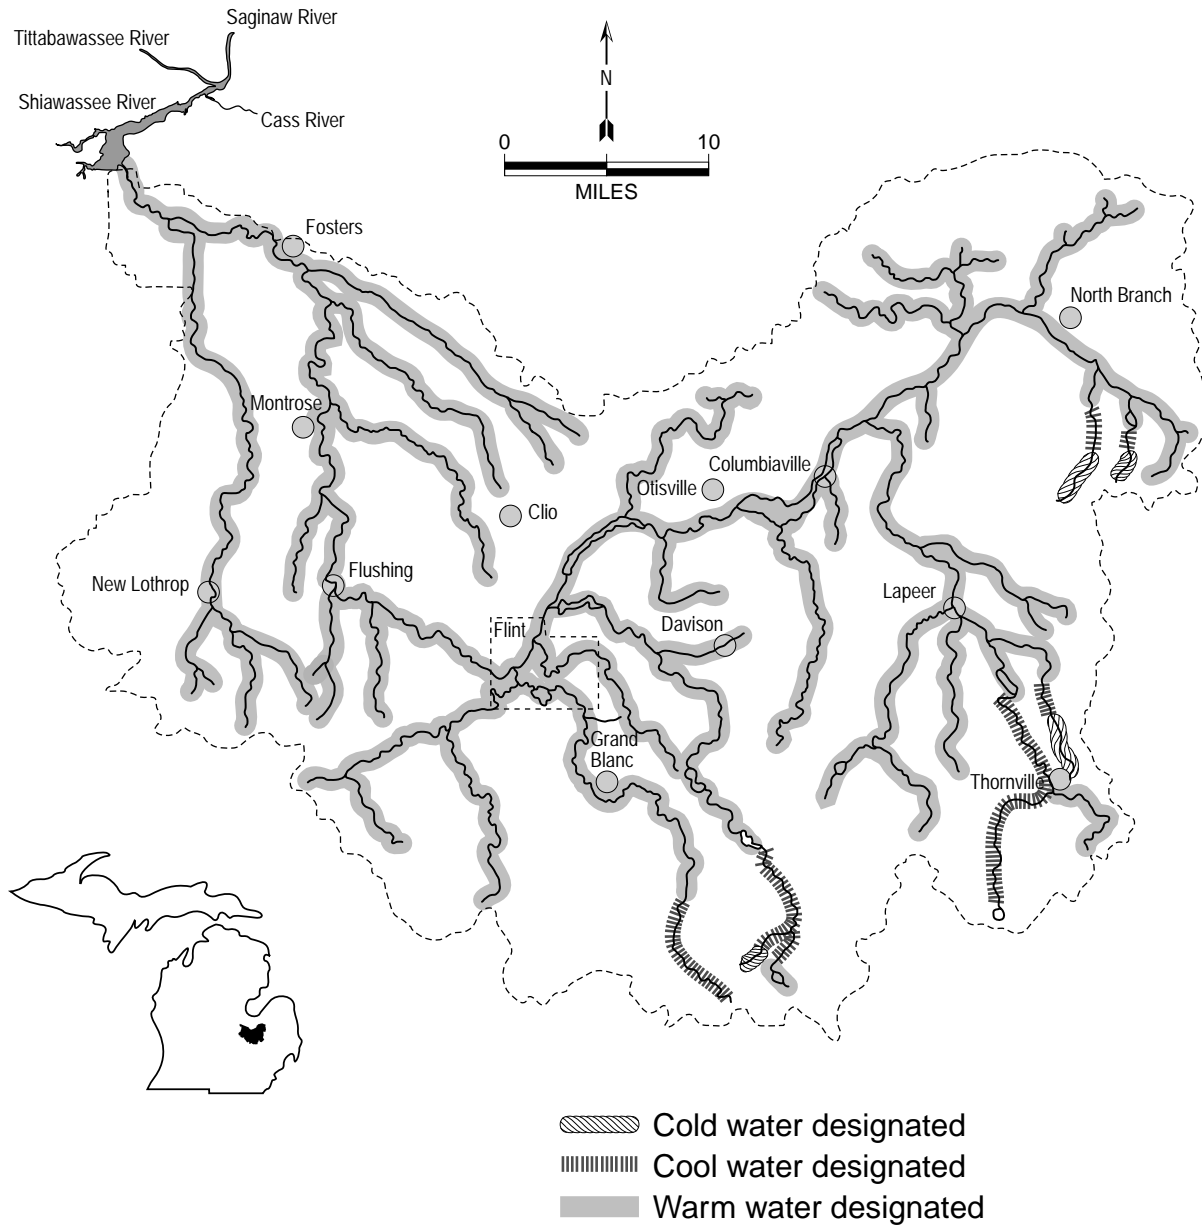 Saginaw River
Tittabawassee River
Shiawassee River
Cass River
N
0 10
MILES
Fosters
North Branch
Montrose
Columbiaville
Otisville
Clio
New Lothrop
Flushing
Lapeer
Flint
Davison
Grand
Blanc
Thornville
Cold water designated
Cool water designated
Warm water designated